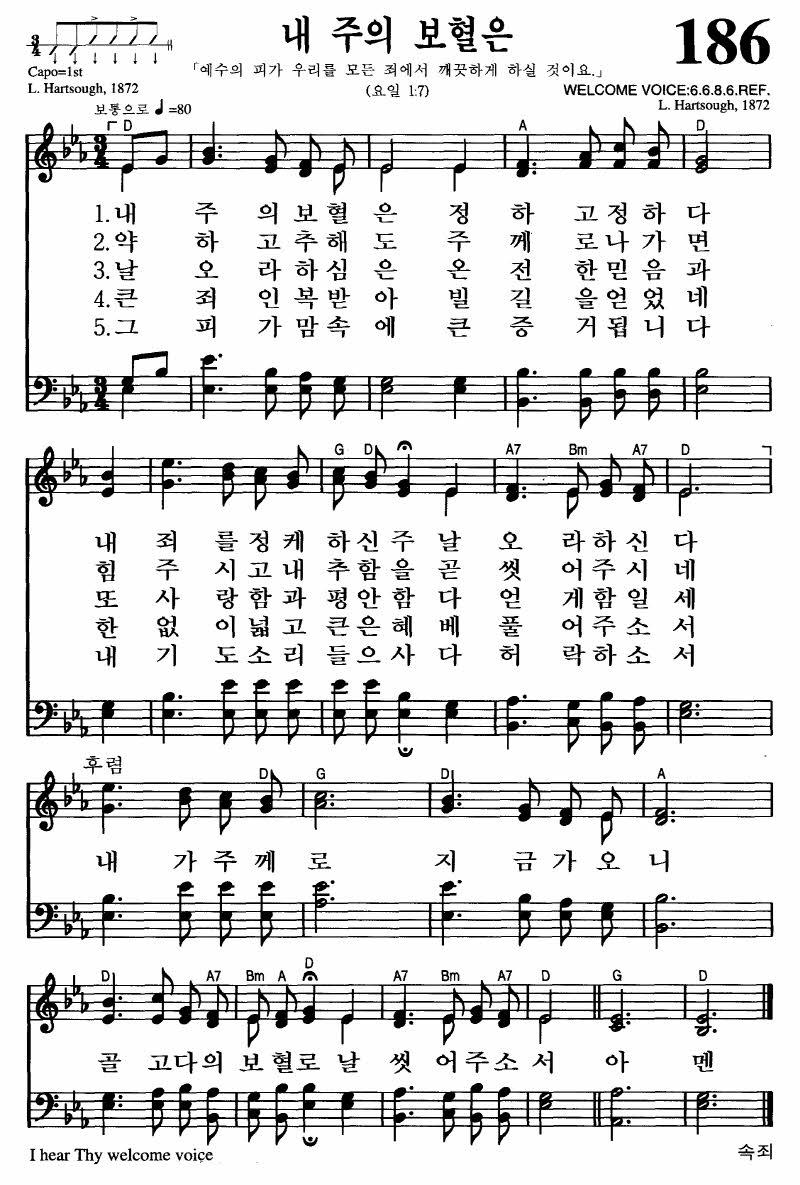 내 주의 보혈은
186
「예수의 피가 우리를 모든 죄에서 깨끗하게 하실 것이요.」
(요일 1:7)
Capo=1st
L. Hartsough, 1872
WELCOME VOICE:6.6.8.6.REF.
L. Hartsough, 1872
보통으로 ♩=80
3/4
D A D
1.내 주 의보혈 은 정 하 고정하 다
2.약 하 고추해 도 주 께 로나가 면
3.날 오 라하심 은 온 전 한믿음 과
4.큰 죄 인복받 아 빌 길 을얻었 네
5.그 피 가맘속 에 큰 증 거됩니 다
G D A7 Bm A7 D
내 죄 를정케 하신주 날 오 라하신 다
힘 주 시고내 추함을 곧 씻 어주시 네
또 사 랑함과 평안함 다 얻 게함일 세
한 없 이넓고 큰은혜 베 풀 어주소 서
내 기 도소리 들으사 다 허 락하소 서
후렴
D G D A
내 가주께 로 지 금가오 니
D A7 Bm A D A7 Bm A7 D G D
골 고다의 보혈로 날 씻 어주소 서 아 멘
I hear Thy welcome voice
속죄